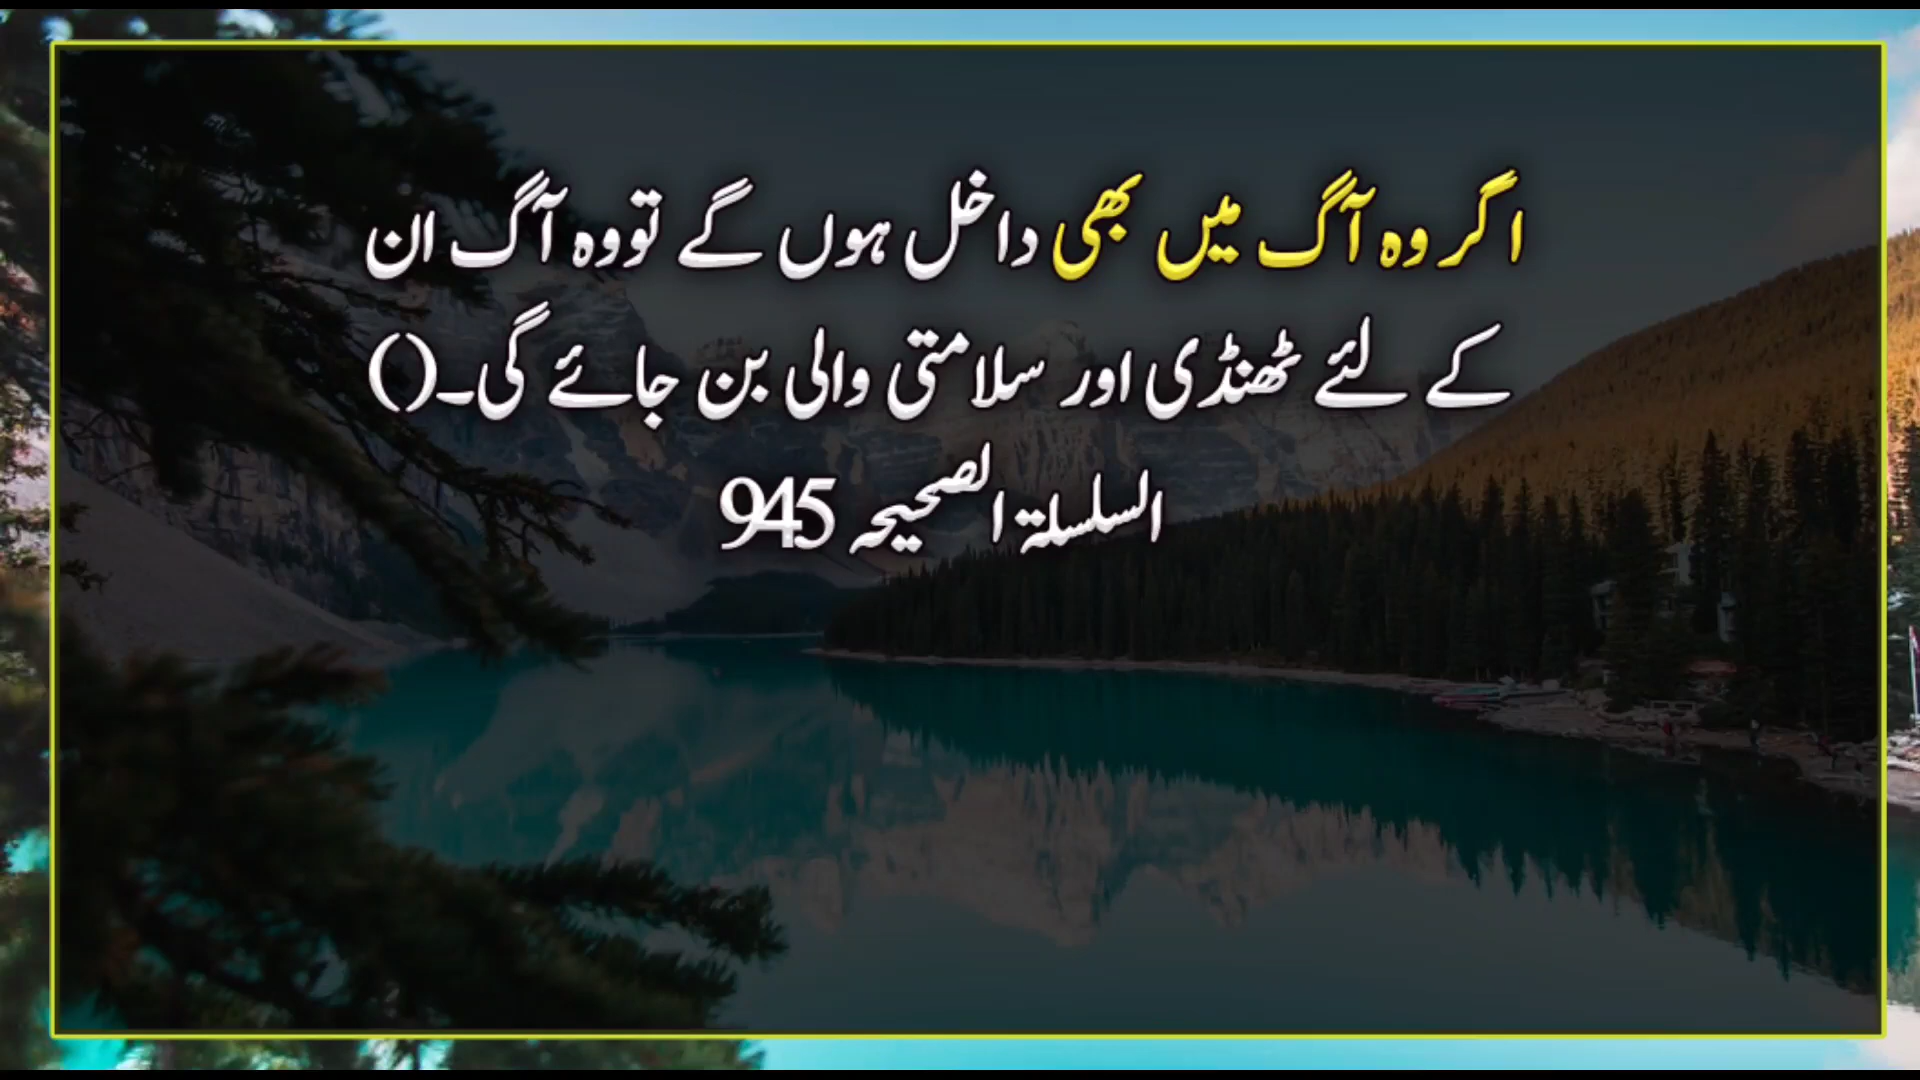 اگر وہ آگ میں بھی داخل ہوں گے تو وہ آگ ان
کے لئے ٹھنڈی اور سلامتی والی بن جائے گی۔()
السلسلۃ الصحیحہ 945